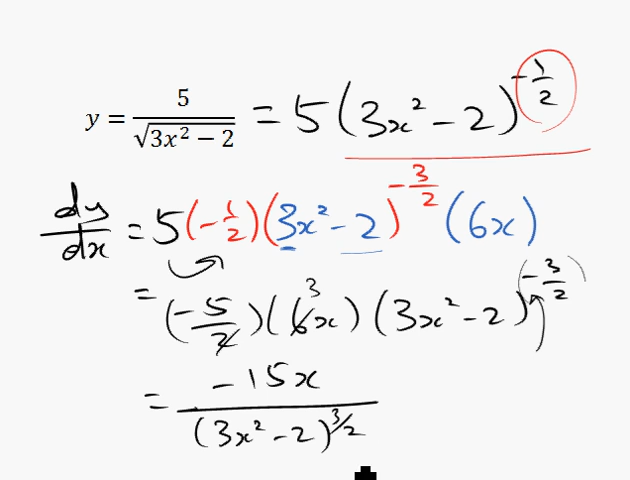 y = 5/√(3x² − 2) = 5(3x² − 2)^(−1/2)
dy/dx = 5(−1/2)(3x² − 2)^(−3/2) (6x)
= (−5/2)(6x)(3x² − 2)^(−3/2) 3
= −15x/(3x² − 2)^(3/2)